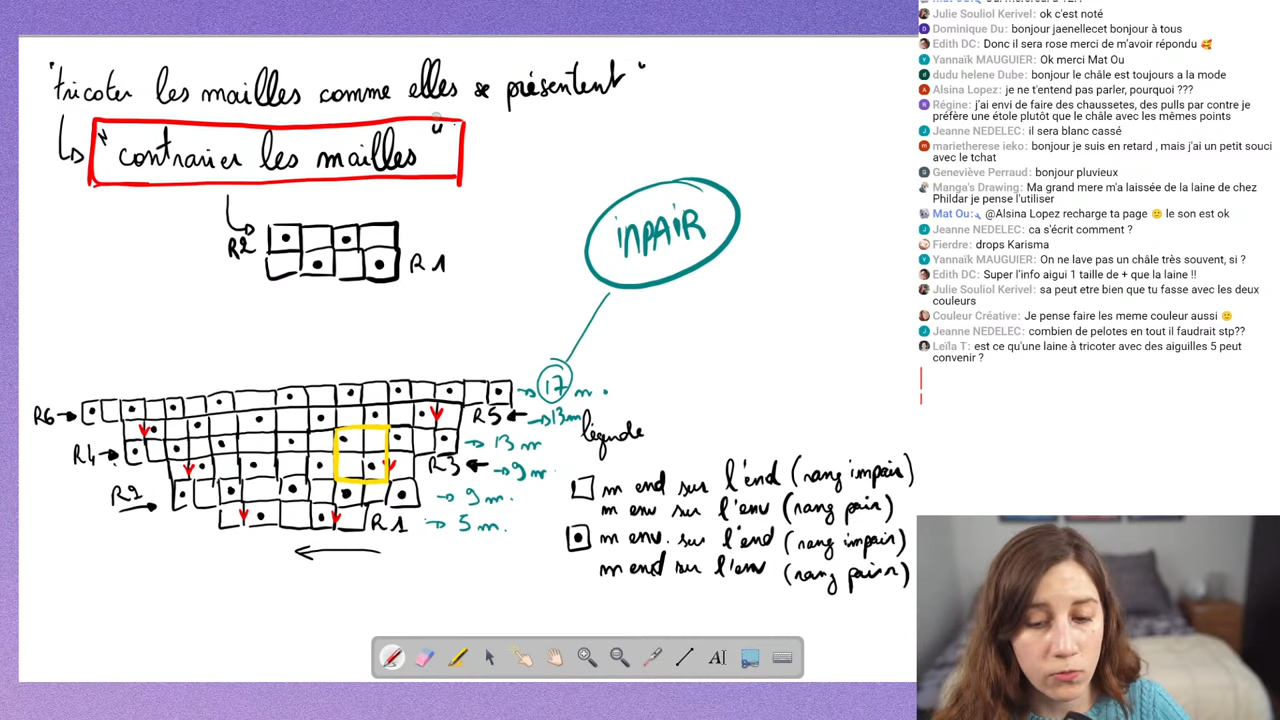 "tricoter les mailles comme elles se présentent"
"contrarier les mailles"
R2
R1
iNPAiR
17 m.
R6
R5
13m
légende
R4
13 m
R3
9 m.
R2
9 m.
R1
5 m.
m end sur l'end (rang impair)
m env sur l'env (rang pair)
m env. sur l'end (rang impair)
m end sur l'env (rang pair)
AI
Julie Souliol Kerivel: ok c'est noté
Dominique Du: bonjour jaenellecet bonjour à tous
Edith DC: Donc il sera rose merci de m'avoir répondu 🥰
Yannaïk MAUGUIER: Ok merci Mat Ou
dudu helene Dube: bonjour le châle est toujours a la mode
Alsina Lopez: je ne t'entend pas parler, pourquoi ???
Régine: j'ai envi de faire des chaussetes, des pulls par contre je
préfère une étole plutôt que le châle avec les mêmes points
Jeanne NEDELEC: il sera blanc cassé
marietherese ieko: bonjour je suis en retard , mais j'ai un petit souci
avec le tchat
Geneviève Perraud: bonjour pluvieux
Manga's Drawing: Ma grand mere m'a laissée de la laine de chez
Phildar je pense l'utiliser
Mat Ou: @Alsina Lopez recharge ta page 🙂 le son est ok
Jeanne NEDELEC: ca s'écrit comment ?
Fierdre: drops Karisma
Yannaïk MAUGUIER: On ne lave pas un châle très souvent, si ?
Edith DC: Super l'info aigui 1 taille de + que la laine !!
Julie Souliol Kerivel: sa peut etre bien que tu fasse avec les deux
couleurs
Couleur Créative: Je pense faire les meme couleur aussi 🙂
Jeanne NEDELEC: combien de pelotes en tout il faudrait stp??
Leïla T: est ce qu'une laine à tricoter avec des aiguilles 5 peut
convenir ?